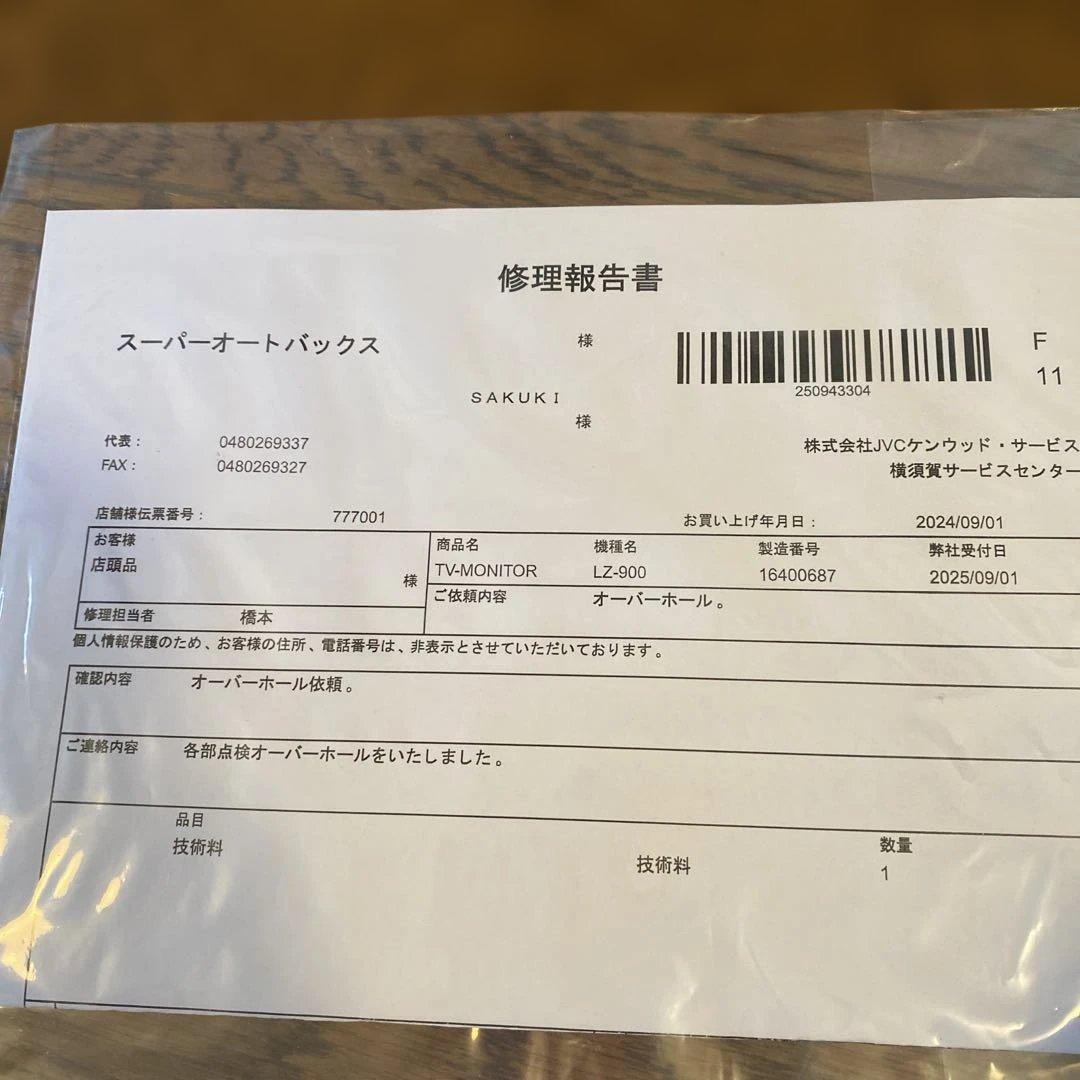 修理報告書
スーパーオートバックス 様
SAKUKI
様
250943304
F
11
代表： 0480269337
FAX： 0480269327
株式会社JVCケンウッド・サービス
横須賀サービスセンター
店舗様伝票番号： 777001
お買い上げ年月日： 2024/09/01
お客様
店頭品 様
商品名 機種名 製造番号 弊社受付日
TV-MONITOR LZ-900 16400687 2025/09/01
ご依頼内容 オーバーホール。
修理担当者 橋本
個人情報保護のため、お客様の住所、電話番号は、非表示とさせていただいております。
確認内容 オーバーホール依頼。
ご連絡内容 各部点検オーバーホールをいたしました。
品目 数量
技術料 技術料 1